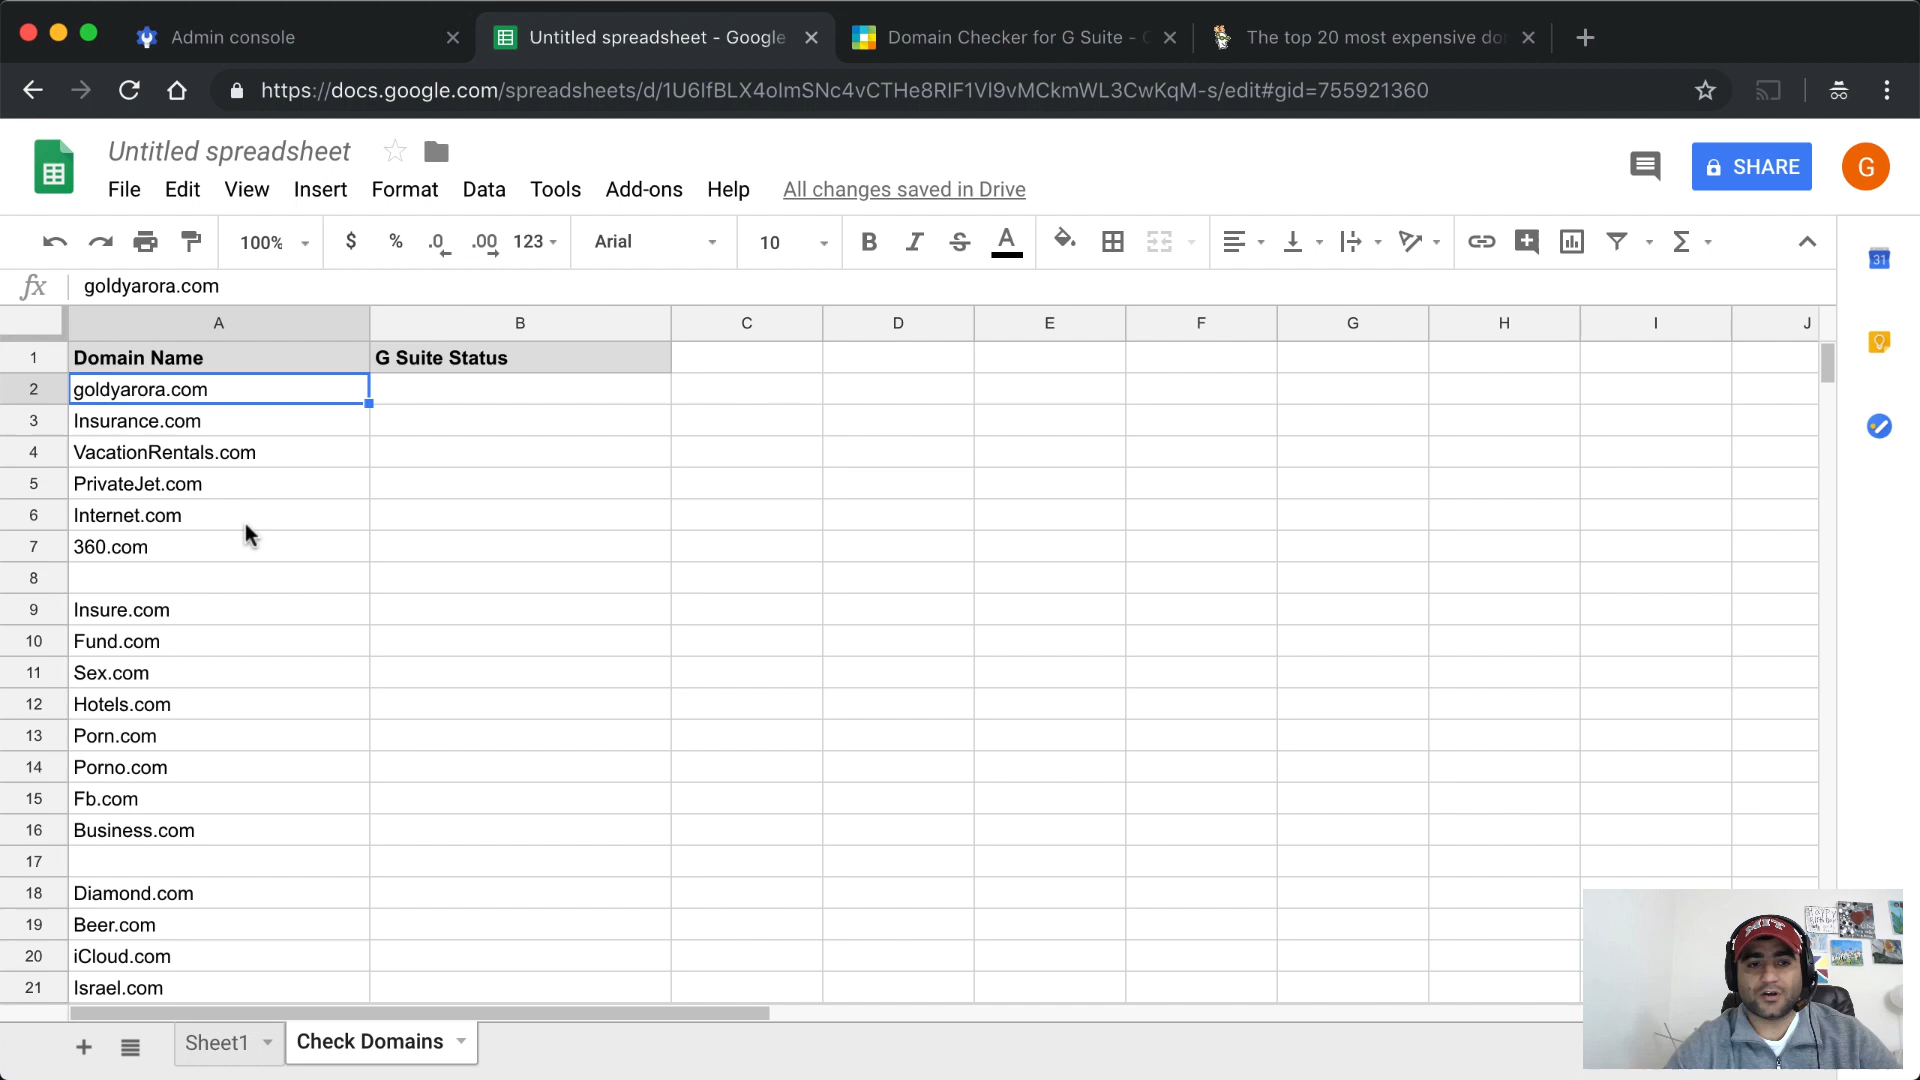 Admin console
Untitled spreadsheet - Google
Domain Checker for G Suite -
The top 20 most expensive do
https://docs.google.com/spreadsheets/d/1U6IfBLX4oImSNc4vCTHe8RIF1VI9vMCkmWL3CwKqM-s/edit#gid=755921360
Untitled spreadsheet
File Edit View Insert Format Data Tools Add-ons Help All changes saved in Drive
SHARE
G
100% $ % .0 .00 123 Arial 10 B I S A Σ
31
fx goldyarora.com
A B C D E F G H I J
1 Domain Name G Suite Status
2 goldyarora.com
3 Insurance.com
4 VacationRentals.com
5 PrivateJet.com
6 Internet.com
7 360.com
8
9 Insure.com
10 Fund.com
11 Sex.com
12 Hotels.com
13 Porn.com
14 Porno.com
15 Fb.com
16 Business.com
17
18 Diamond.com
19 Beer.com
20 iCloud.com
21 Israel.com
MIT
Sheet1 Check Domains